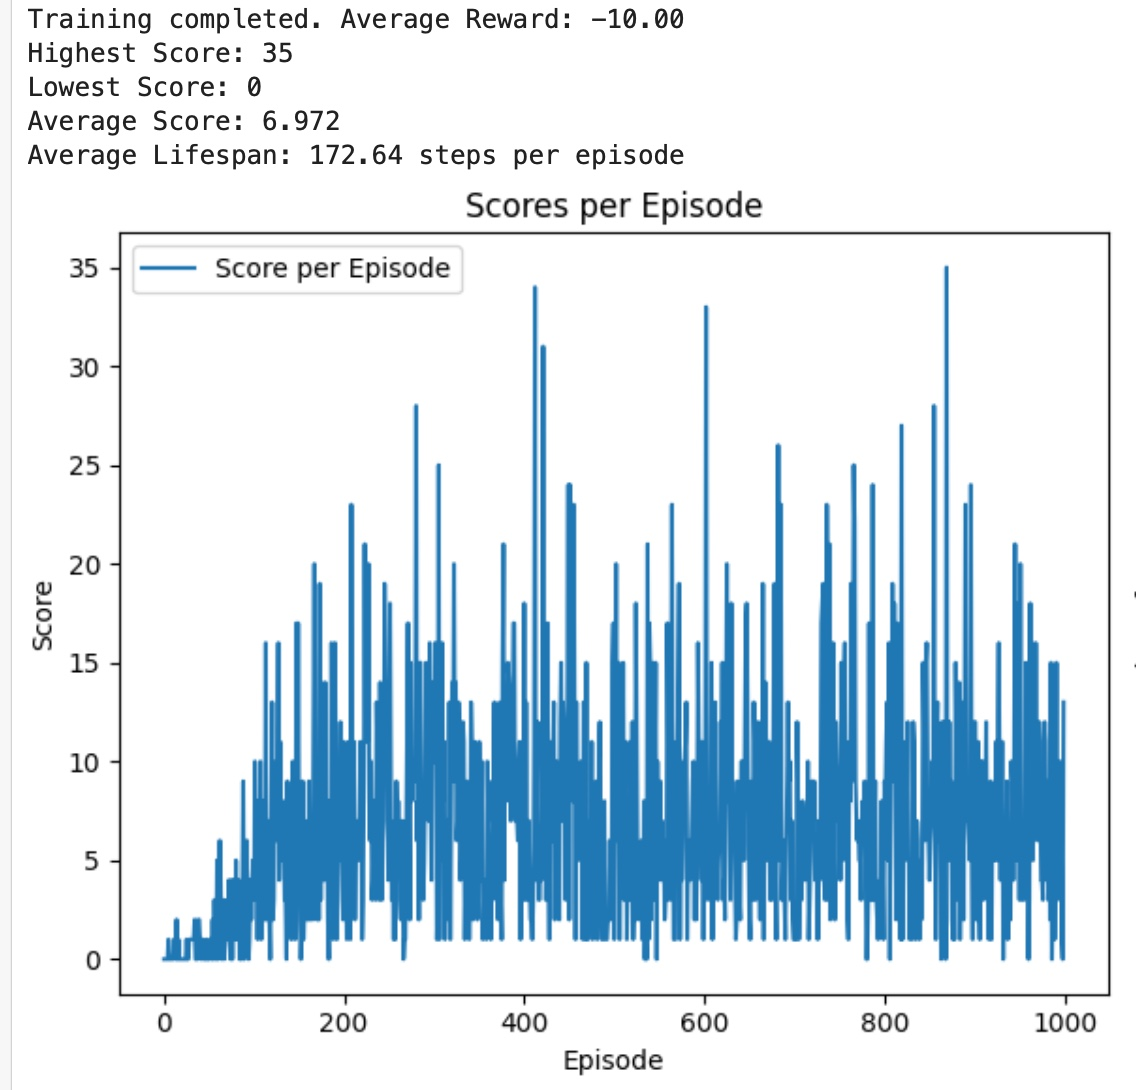 Training completed. Average Reward: −10.00
Highest Score: 35
Lowest Score: 0
Average Score: 6.972
Average Lifespan: 172.64 steps per episode
Scores per Episode
Score per Episode
35
30
25
20
15
10
5
0
Score
0 200 400 600 800 1000
Episode